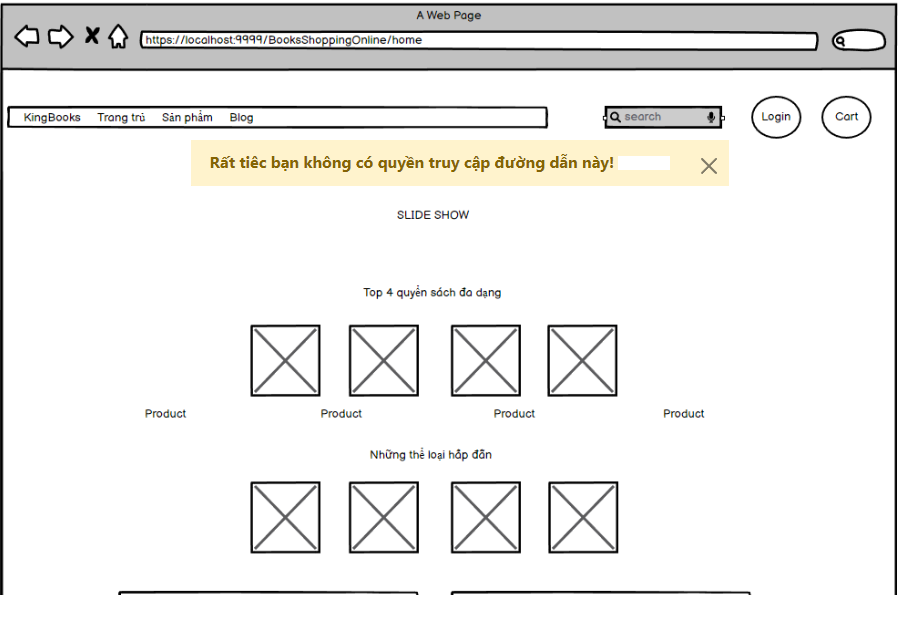 A Web Page
https://localhost:9999/BooksShoppingOnline/home
KingBooks Trang trủ Sản phẩm Blog
search
Login
Cart
Rất tiêc bạn không có quyền truy cập đường dẫn này!
SLIDE SHOW
Top 4 quyển sách đa dạng
Product Product Product Product
Những thể loại hấp đẫn